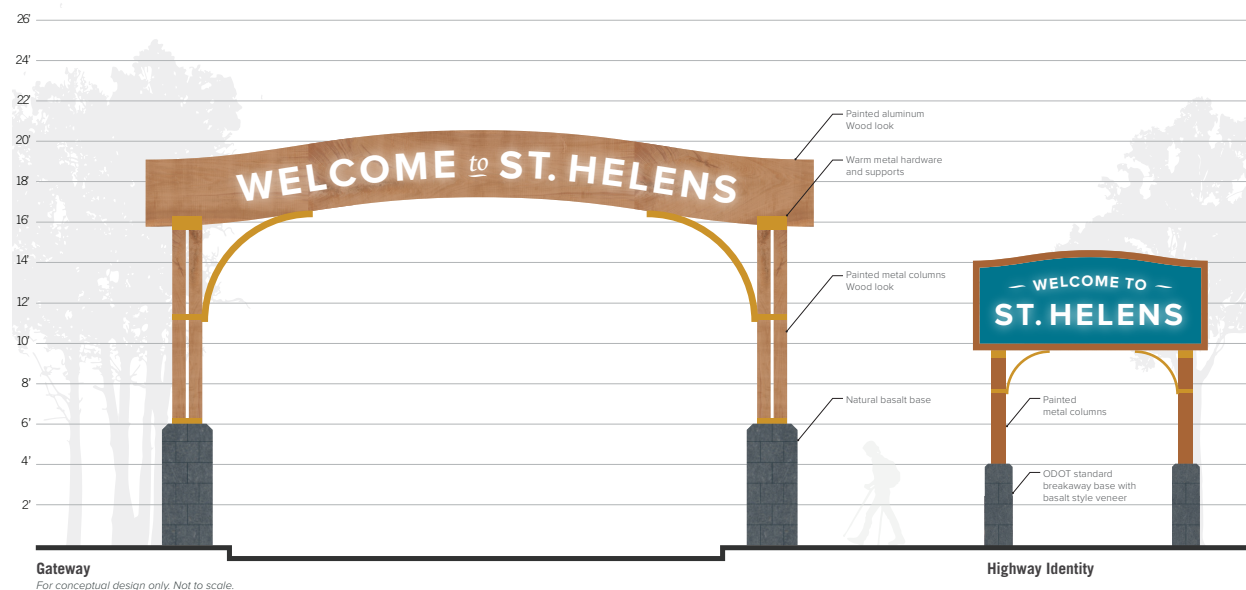 26'
24'
22'
20'
18'
16'
14'
12'
10'
8'
6'
4'
2'
WELCOME to ST. HELENS
Painted aluminum
Wood look
Warm metal hardware
and supports
Painted metal columns
Wood look
Natural basalt base
WELCOME TO
ST. HELENS
Painted
metal columns
ODOT standard
breakaway base with
basalt style veneer
Gateway
For conceptual design only. Not to scale.
Highway Identity